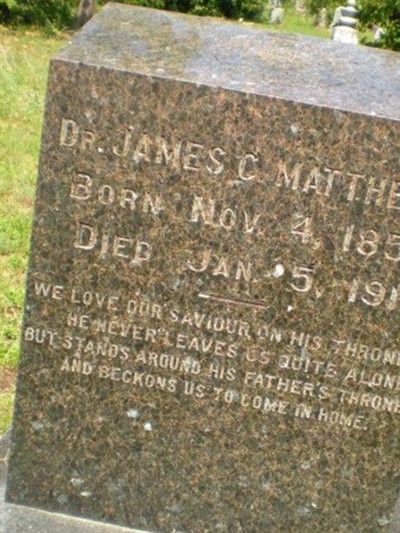 DR. JAMES C. MATTHE
BORN NOV. 4, 185
DIED JAN. 5, 191
WE LOVE OUR SAVIOUR ON HIS THRONE
HE NEVER LEAVES US QUITE ALONE
BUT STANDS AROUND HIS FATHER'S THRONE
AND BECKONS US TO COME IN HOME.